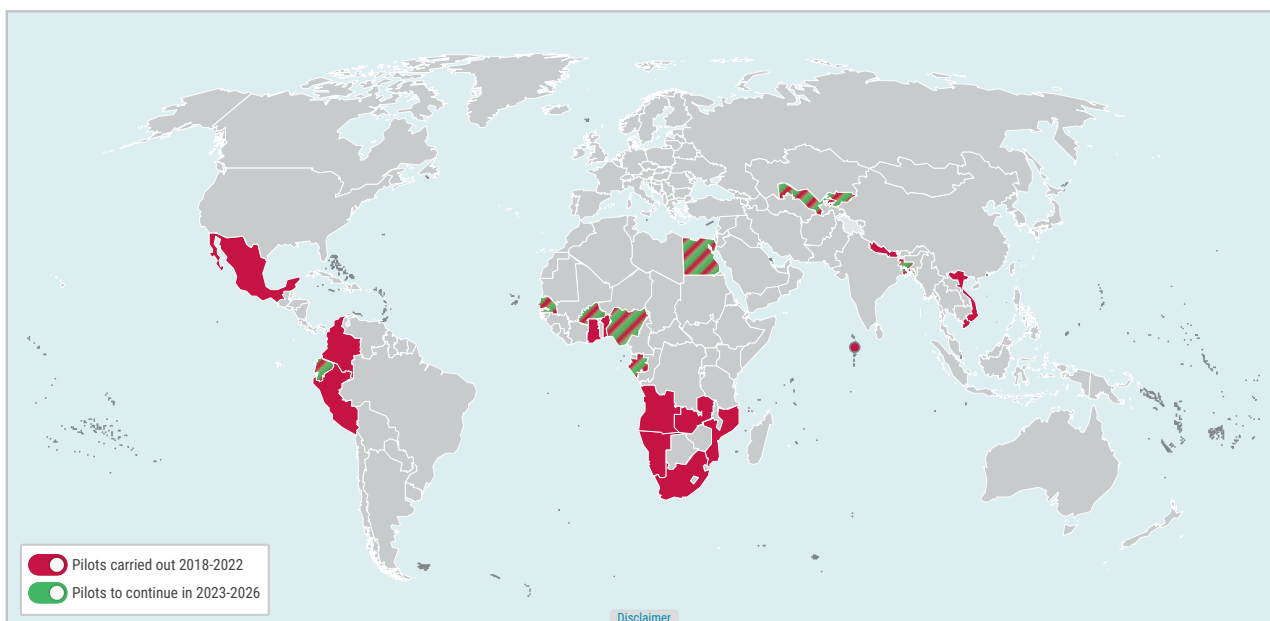 Pilots carried out 2018-2022
Pilots to continue in 2023-2026
Disclaimer